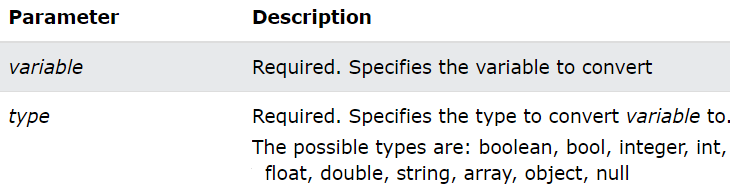 Parameter Description
variable Required. Specifies the variable to convert
type Required. Specifies the type to convert variable to.
The possible types are: boolean, bool, integer, int,
float, double, string, array, object, null